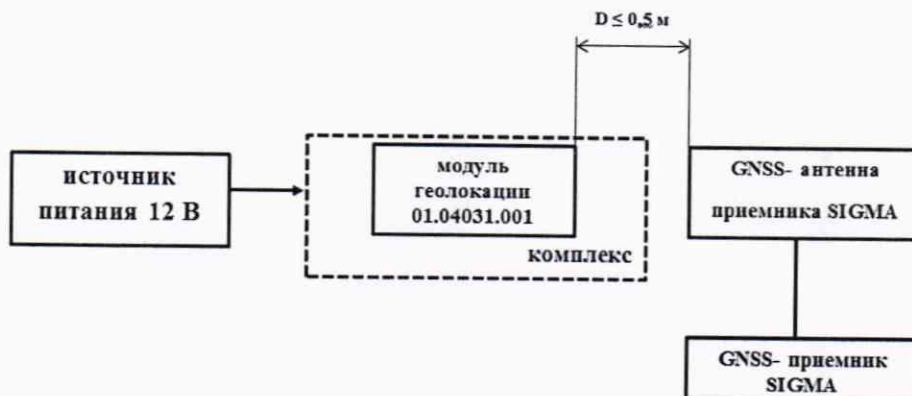 D ≤ 0,5 м
источник
питания 12 В
модуль
геолокации
01.04031.001
комплекс
GNSS- антенна
приемника SIGMA
GNSS- приемник
SIGMA